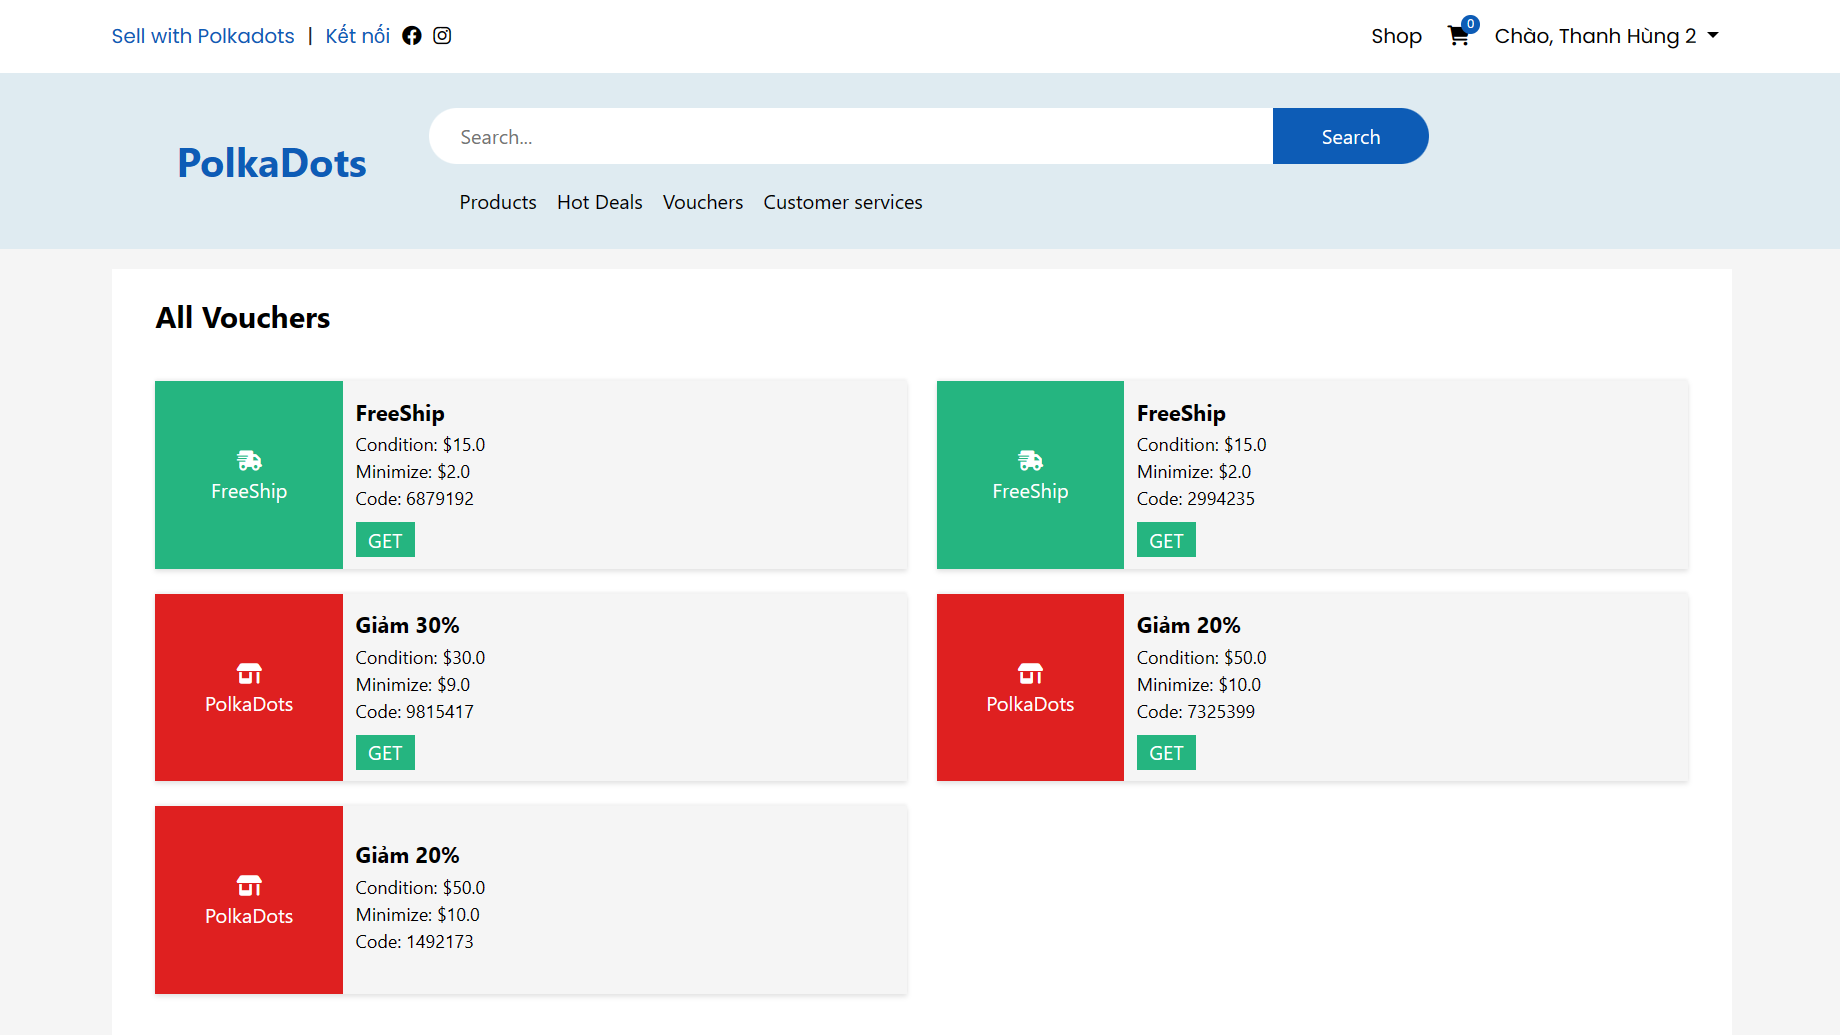 Sell with Polkadots | Kết nối
Shop 0 Chào, Thanh Hùng 2
PolkaDots
Search... Search
Products Hot Deals Vouchers Customer services
All Vouchers
FreeShip
FreeShip
Condition: $15.0
Minimize: $2.0
Code: 6879192
GET
FreeShip
FreeShip
Condition: $15.0
Minimize: $2.0
Code: 2994235
GET
PolkaDots
Giảm 30%
Condition: $30.0
Minimize: $9.0
Code: 9815417
GET
PolkaDots
Giảm 20%
Condition: $50.0
Minimize: $10.0
Code: 7325399
GET
PolkaDots
Giảm 20%
Condition: $50.0
Minimize: $10.0
Code: 1492173